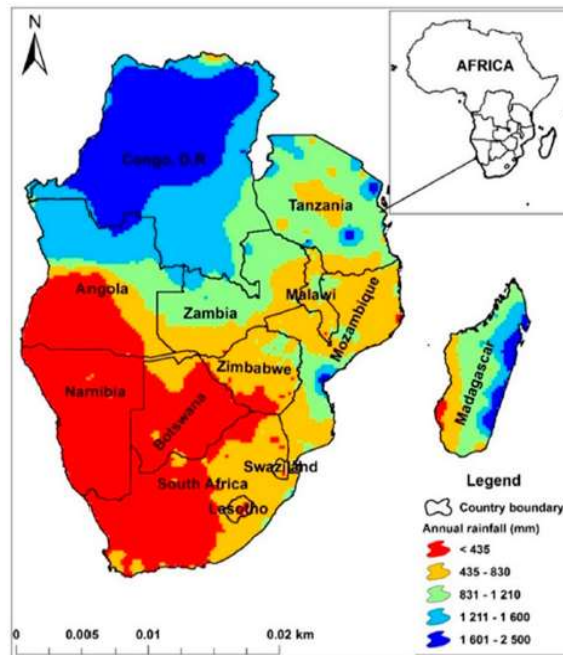 N
AFRICA
Congo, D.R
Tanzania
Angola
Zambia
Malawi
Mozambique
Zimbabwe
Narnibia
Botswana
Madagascar
Swaziland
South Africa
Lesotho
Legend
Country boundary
Annual rainfall (mm)
< 435
435 - 830
831 - 1 210
1 211 - 1 600
1 601 - 2 500
0 0.005 0.01 0.02 km